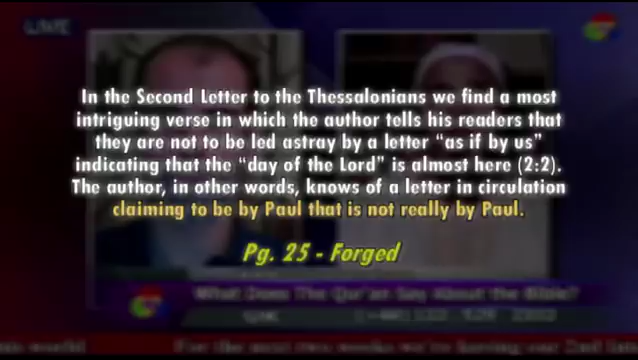 LIVE
In the Second Letter to the Thessalonians we find a most
intriguing verse in which the author tells his readers that
they are not to be led astray by a letter “as if by us”
indicating that the “day of the Lord” is almost here (2:2).
The author, in other words, knows of a letter in circulation
claiming to be by Paul that is not really by Paul.
Pg. 25 - Forged
What Does The Qur'an Say About the Bible?